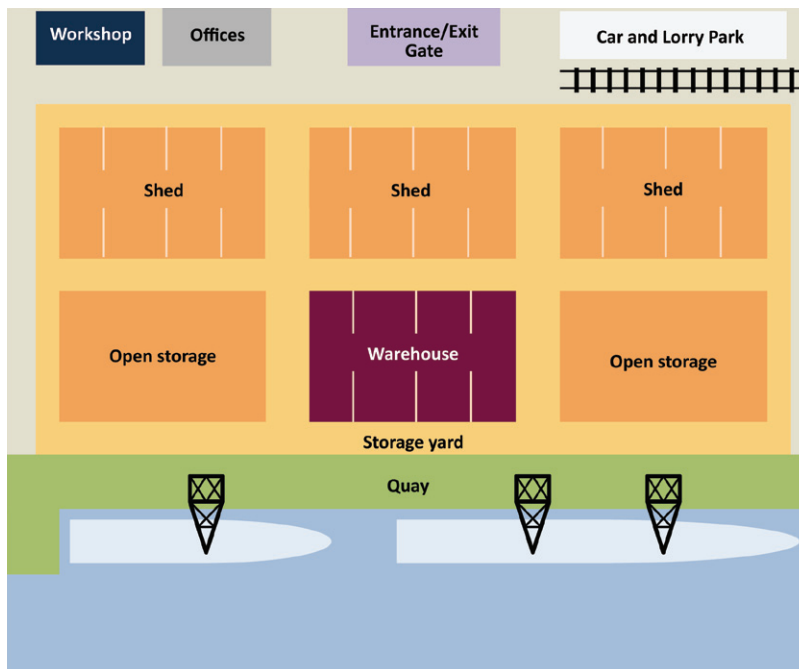 Workshop
Offices
Entrance/Exit
Gate
Car and Lorry Park
Shed
Shed
Shed
Open storage
Warehouse
Open storage
Storage yard
Quay